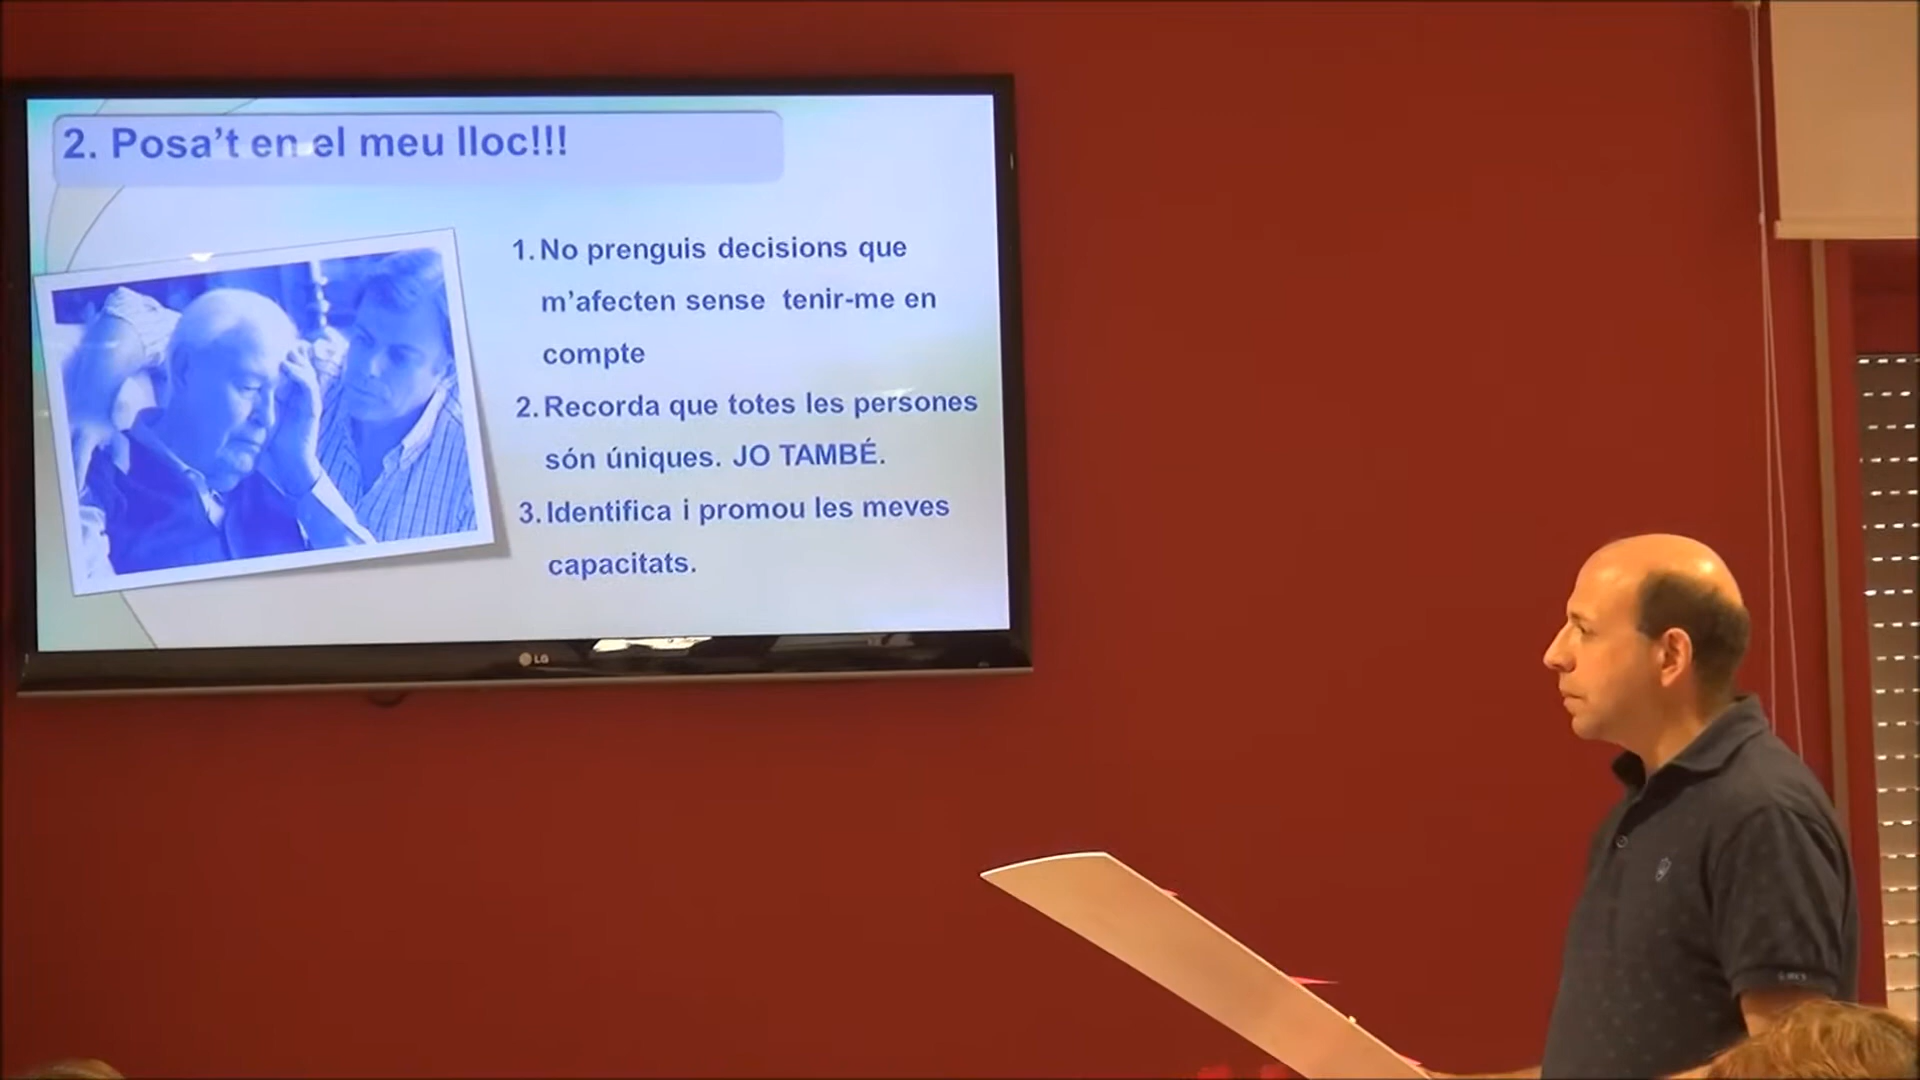 2. Posa't en el meu lloc!!!
1. No prenguis decisions que
m'afecten sense tenir-me en
compte
2. Recorda que totes les persones
són úniques. JO TAMBÉ.
3. Identifica i promou les meves
capacitats.
LG